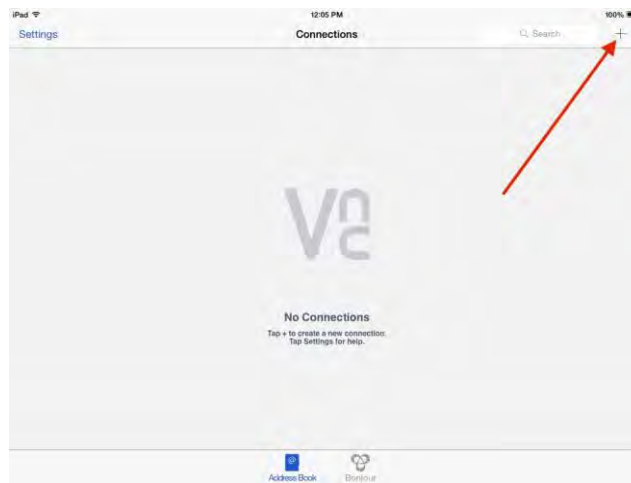 iPad 12:05 PM 100%
Settings Connections Search +
VNC
No Connections
Tap + to create a new connection.
Tap Settings for help.
Address Book Bonjour